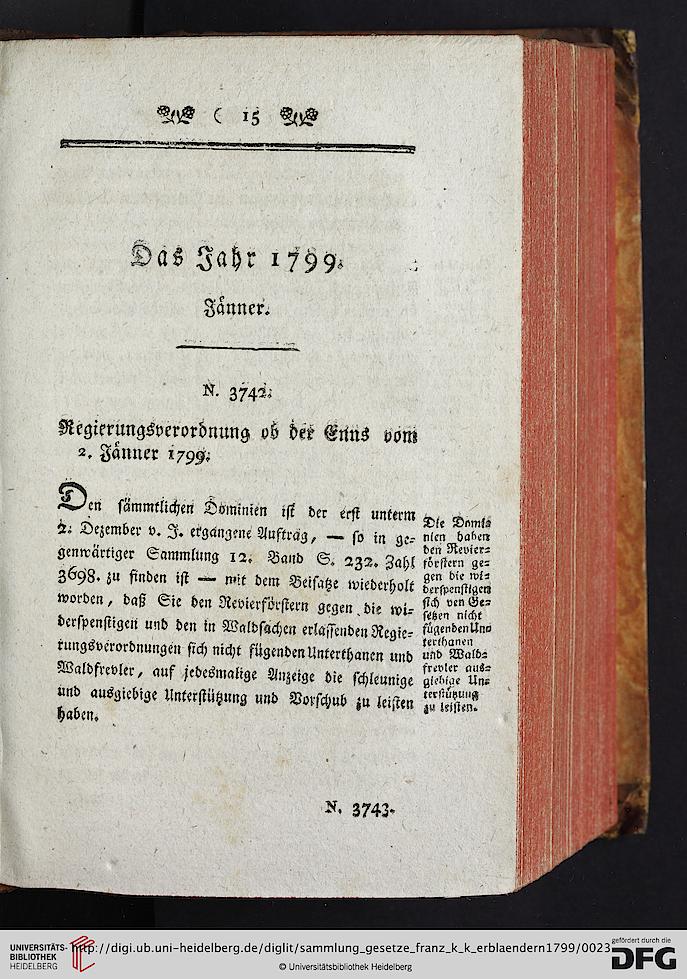 ( 15
Das Jahr 1799.
Jänner.
N. 3742.
Regierungsverordnung ob der Enns vom
2. Jänner 1799.
Den sämmtlichen Dominien ist der erst unterm
2. Dezember v. J. ergangene Auftrag, — so in ge-
genwärtiger Sammlung 12. Band S. 232. Zahl
3698. zu finden ist — mit dem Beisatze wiederholt
worden, daß Sie den Revierförstern gegen die wi-
derspenstigen und den in Waldsachen erlassenden Regie-
rungsverordnungen sich nicht fügenden Unterthanen und
Waldfrevler, auf jedesmalige Anzeige die schleunige
und ausgiebige Unterstützung und Vorschub zu leisten
haben.
Die Domi-
nien haben
den Revier-
förstern ge-
gen die wi-
derspenstigen
sich den Ge-
setzen nicht
fügenden Un-
terthanen
und Wald-
frevler aus-
giebige Un-
terstützung
zu leisten.
N. 3743.
UNIVERSITÄTS-
BIBLIOTHEK
HEIDELBERG
http://digi.ub.uni-heidelberg.de/diglit/sammlung_gesetze_franz_k_k_erblaendern1799/0023
© Universitätsbibliothek Heidelberg
gefördert durch die
DFG